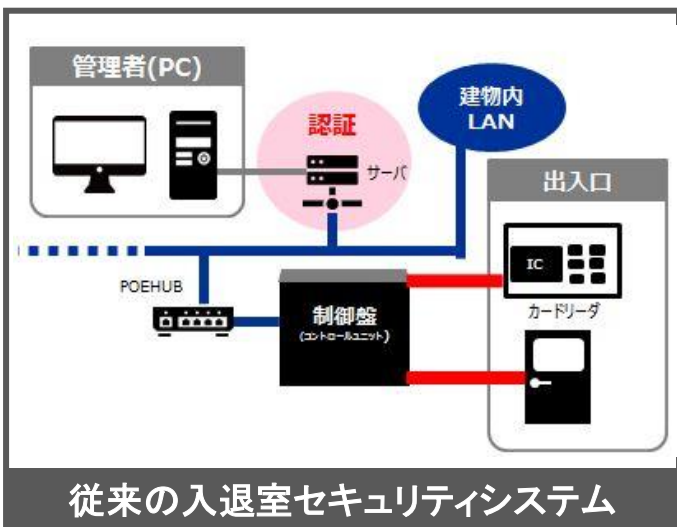 管理者(PC)
認証
サーバ
建物内
LAN
出入口
IC
カードリーダ
POEHUB
制御盤
(コントロールユニット)
従来の入退室セキュリティシステム